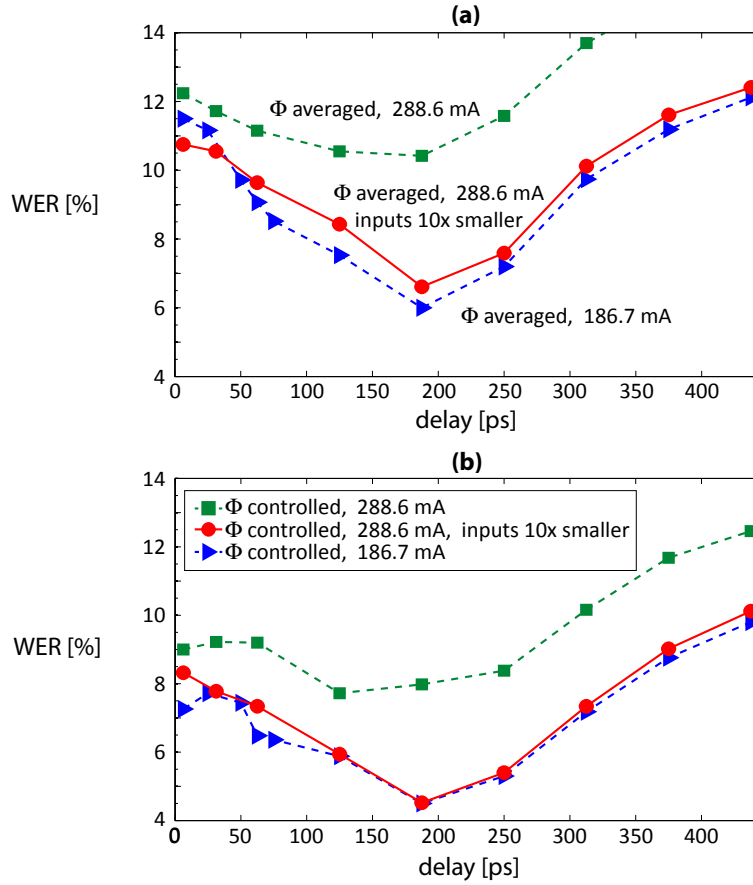 (a)
14
12
10
8
6
4
WER [%]
Φ averaged, 288.6 mA
Φ averaged, 288.6 mA
inputs 10x smaller
Φ averaged, 186.7 mA
0 50 100 150 200 250 300 350 400
delay [ps]
(b)
14
12
10
8
6
4
WER [%]
Φ controlled, 288.6 mA
Φ controlled, 288.6 mA, inputs 10x smaller
Φ controlled, 186.7 mA
0 50 100 150 200 250 300 350 400
delay [ps]